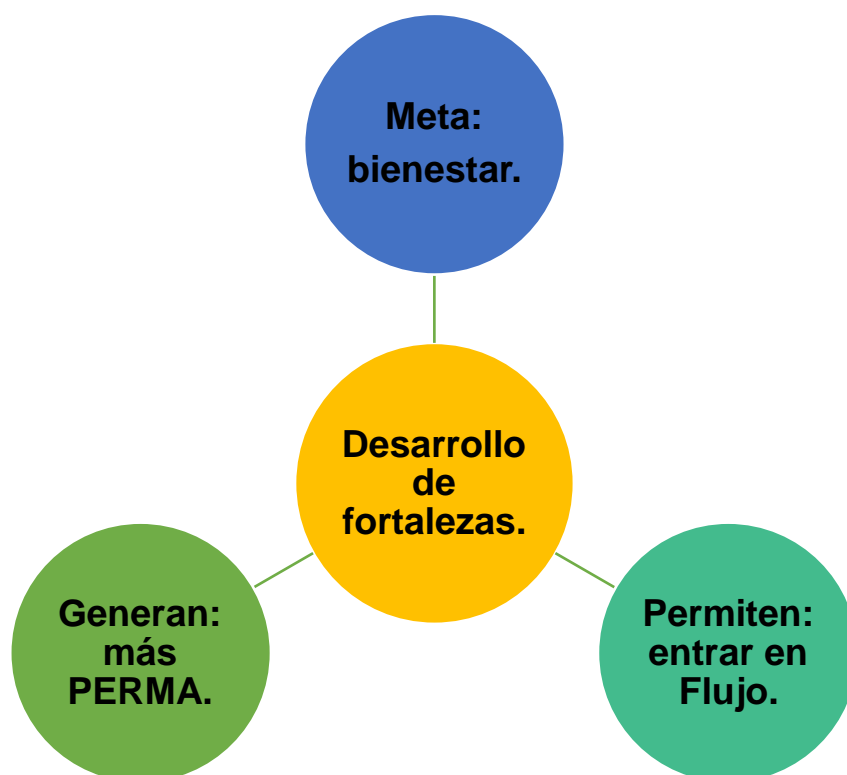 Meta:
bienestar.
Desarrollo
de
fortalezas.
Generan:
más
PERMA.
Permiten:
entrar en
Flujo.